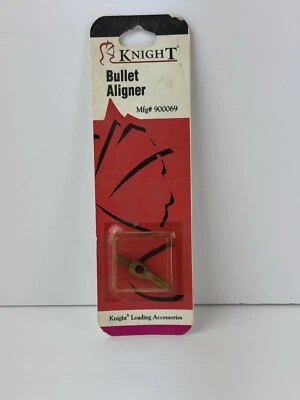 KNIGHT
Bullet
Aligner
Mfg# 900069
Knight® Loading Accessories